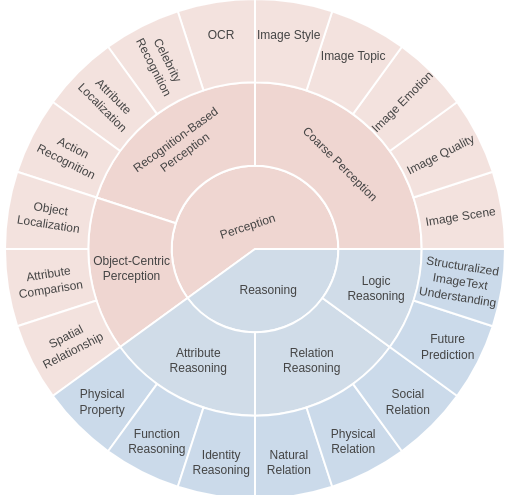 OCR
Image Style
Celebrity
Recognition
Image Topic
Attribute
Localization
Image Emotion
Action
Recognition
Image Quality
Object
Localization
Image Scene
Attribute
Comparison
Structuralized
ImageText
Understanding
Spatial
Relationship
Future
Prediction
Physical
Property
Social
Relation
Function
Reasoning
Identity
Reasoning
Natural
Relation
Physical
Relation
Recognition-Based
Perception
Coarse Perception
Object-Centric
Perception
Logic
Reasoning
Attribute
Reasoning
Relation
Reasoning
Perception
Reasoning